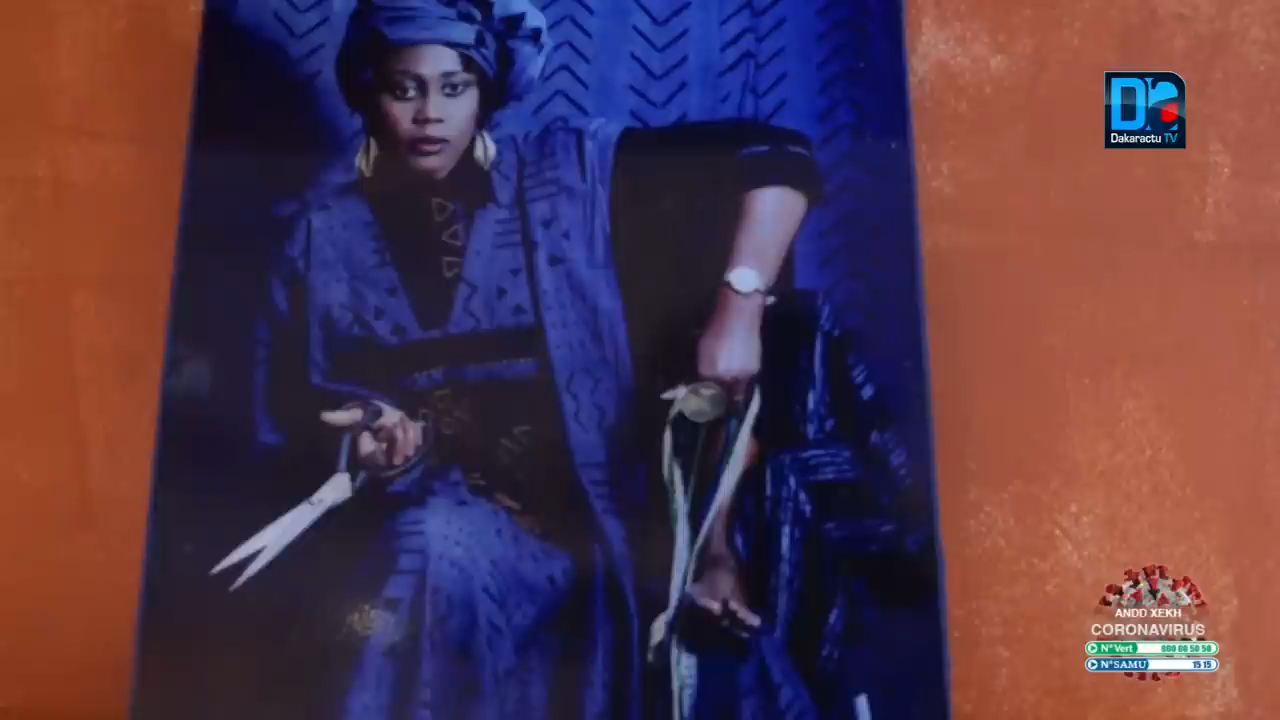 Dakaractu TV
ANDD XEKH
CORONAVIRUS
N°Vert 800 00 50 50
N°SAMU 15 15